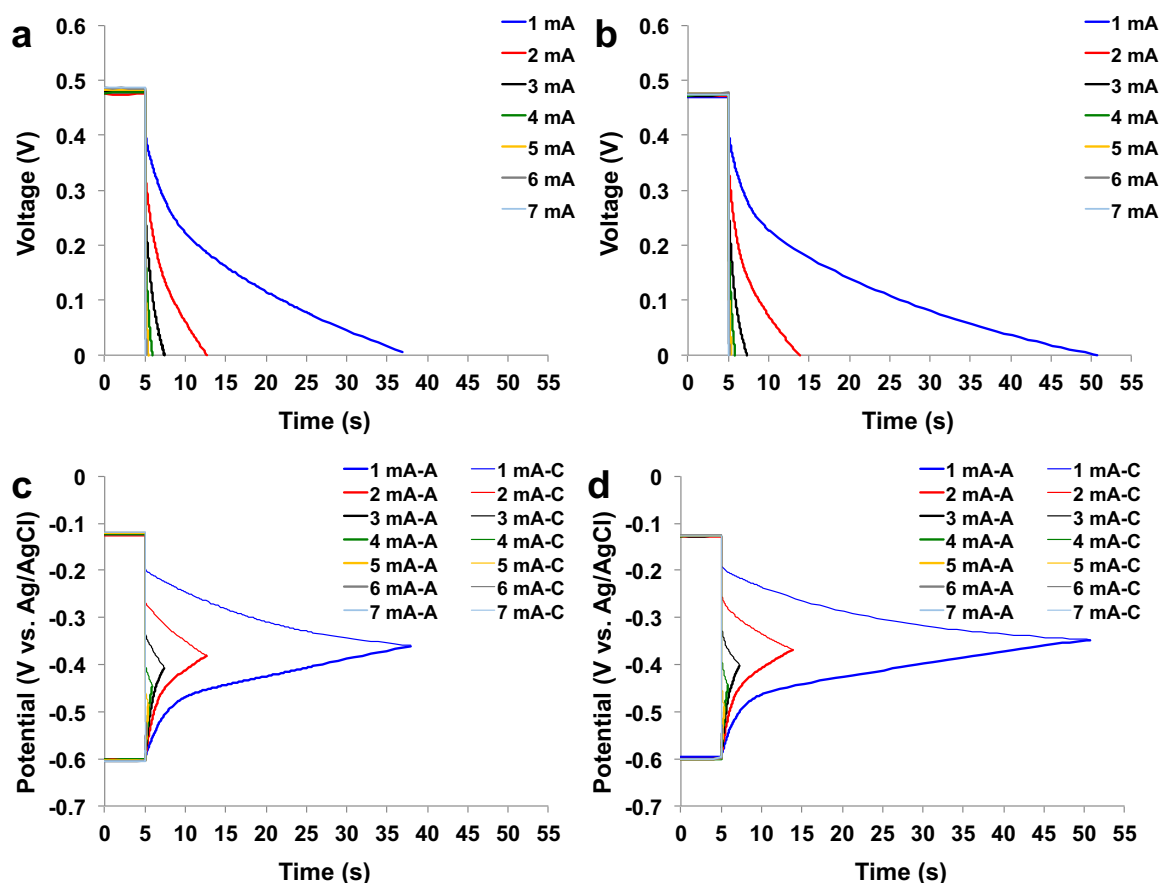 a
0.6
0.5
0.4
0.3
0.2
0.1
0
Voltage (V)
0 5 10 15 20 25 30 35 40 45 50 55
Time (s)
1 mA
2 mA
3 mA
4 mA
5 mA
6 mA
7 mA
b
0.6
0.5
0.4
0.3
0.2
0.1
0
Voltage (V)
0 5 10 15 20 25 30 35 40 45 50 55
Time (s)
1 mA
2 mA
3 mA
4 mA
5 mA
6 mA
7 mA
c
0
-0.1
-0.2
-0.3
-0.4
-0.5
-0.6
-0.7
Potential (V vs. Ag/AgCl)
0 5 10 15 20 25 30 35 40 45 50 55
Time (s)
1 mA-A 1 mA-C
2 mA-A 2 mA-C
3 mA-A 3 mA-C
4 mA-A 4 mA-C
5 mA-A 5 mA-C
6 mA-A 6 mA-C
7 mA-A 7 mA-C
d
0
-0.1
-0.2
-0.3
-0.4
-0.5
-0.6
-0.7
Potential (V vs. Ag/AgCl)
0 5 10 15 20 25 30 35 40 45 50 55
Time (s)
1 mA-A 1 mA-C
2 mA-A 2 mA-C
3 mA-A 3 mA-C
4 mA-A 4 mA-C
5 mA-A 5 mA-C
6 mA-A 6 mA-C
7 mA-A 7 mA-C